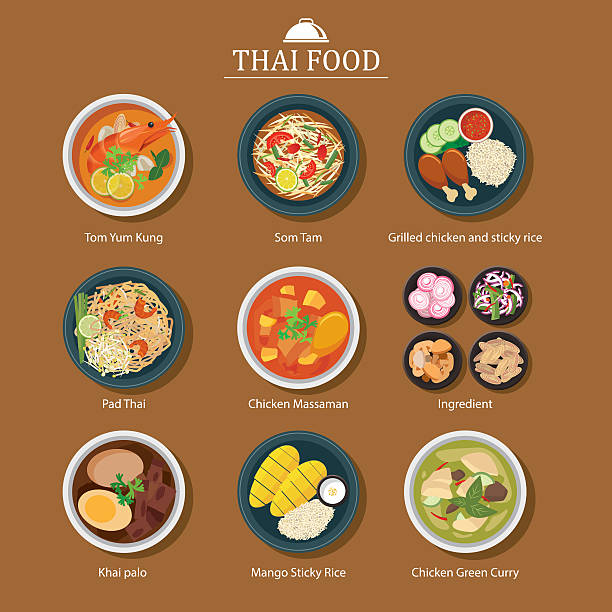 THAI FOOD
Tom Yum Kung
Som Tam
Grilled chicken and sticky rice
Pad Thai
Chicken Massaman
Ingredient
Khai palo
Mango Sticky Rice
Chicken Green Curry